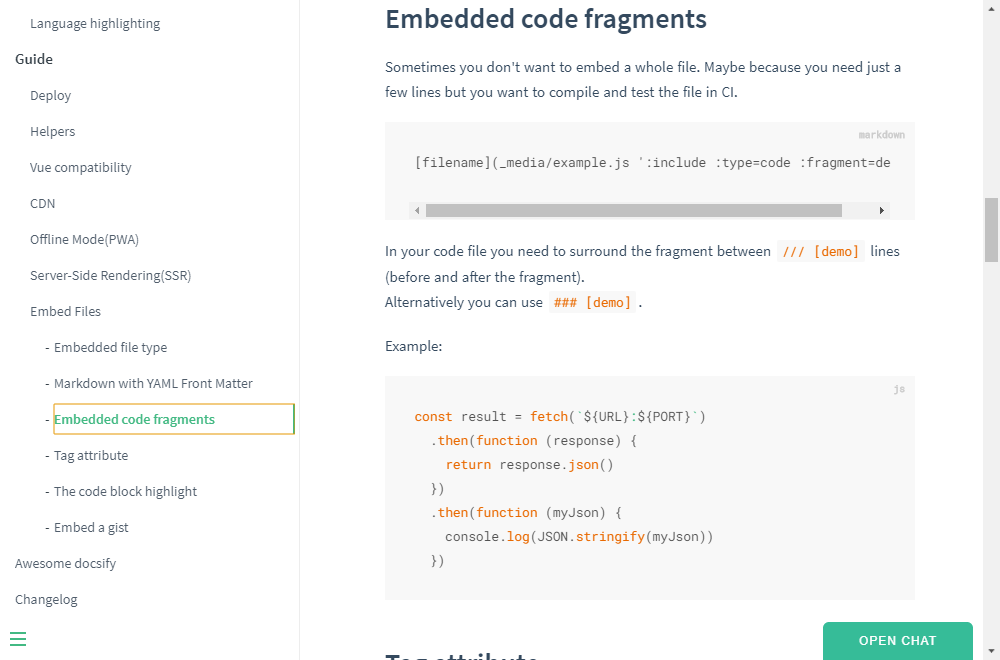 Language highlighting
Guide
Deploy
Helpers
Vue compatibility
CDN
Offline Mode(PWA)
Server-Side Rendering(SSR)
Embed Files
- Embedded file type
- Markdown with YAML Front Matter
- Embedded code fragments
- Tag attribute
- The code block highlight
- Embed a gist
Awesome docsify
Changelog
Embedded code fragments
Sometimes you don't want to embed a whole file. Maybe because you need just a
few lines but you want to compile and test the file in CI.
markdown
[filename](_media/example.js ':include :type=code :fragment=de
In your code file you need to surround the fragment between /// [demo] lines
(before and after the fragment).
Alternatively you can use ### [demo] .
Example:
js
const result = fetch(`${URL}:${PORT}`)
  .then(function (response) {
    return response.json()
  })
  .then(function (myJson) {
    console.log(JSON.stringify(myJson))
  })
Tag attribute
OPEN CHAT